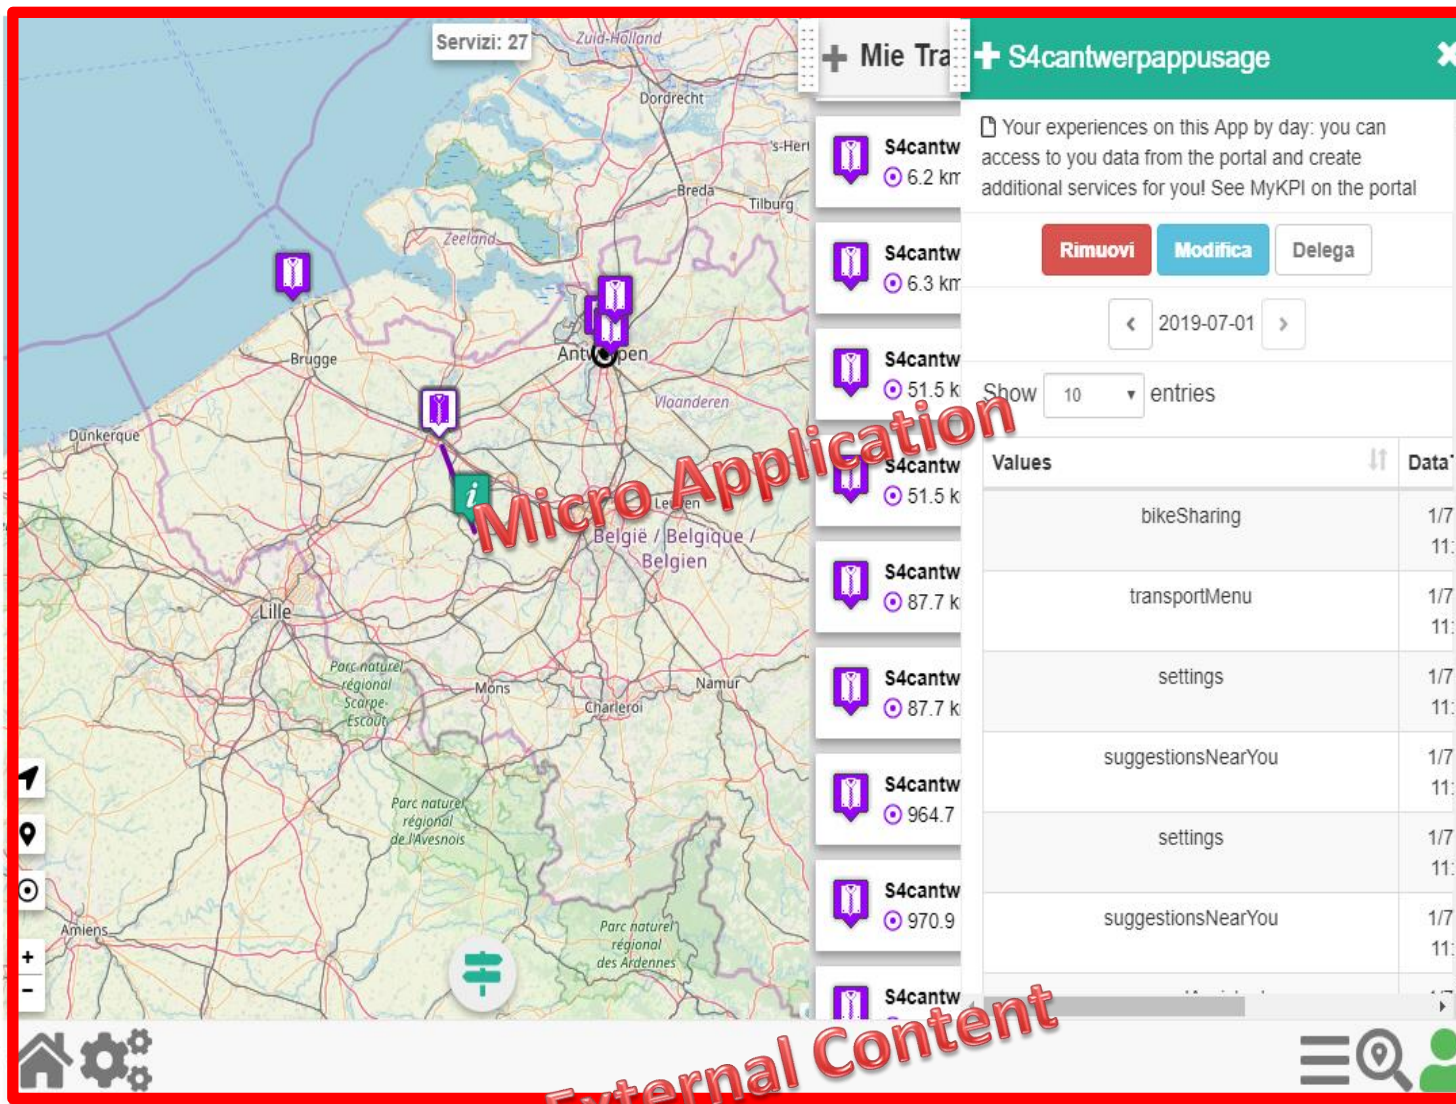 Servizi: 27
Zuid-Holland
Dordrecht
's-Hert
Breda
Tilburg
Zeeland
Brugge
Antwerpen
Vlaanderen
Dunkerque
Leuven
België / Belgique /
Belgien
Lille
Parc naturel
régional
Scarpe-
Escaut
Mons
Charleroi
Namur
Parc naturel
régional
de l'Avesnois
Amiens
Parc naturel
régional
des Ardennes
+
−
i
+ Mie Tra
S4cantw
6.2 km
S4cantw
6.3 km
S4cantw
51.5 k
S4cantw
51.5 k
S4cantw
87.7 k
S4cantw
87.7 k
S4cantw
964.7
S4cantw
970.9
S4cantw
+ S4cantwerpappusage
Your experiences on this App by day: you can
access to you data from the portal and create
additional services for you! See MyKPI on the portal
Rimuovi Modifica Delega
< 2019-07-01 >
Show 10 entries
Values Data
bikeSharing 1/7
11:
transportMenu 1/7
11:
settings 1/7
11:
suggestionsNearYou 1/7
11:
settings 1/7
11:
suggestionsNearYou 1/7
11:
Micro Application
External Content